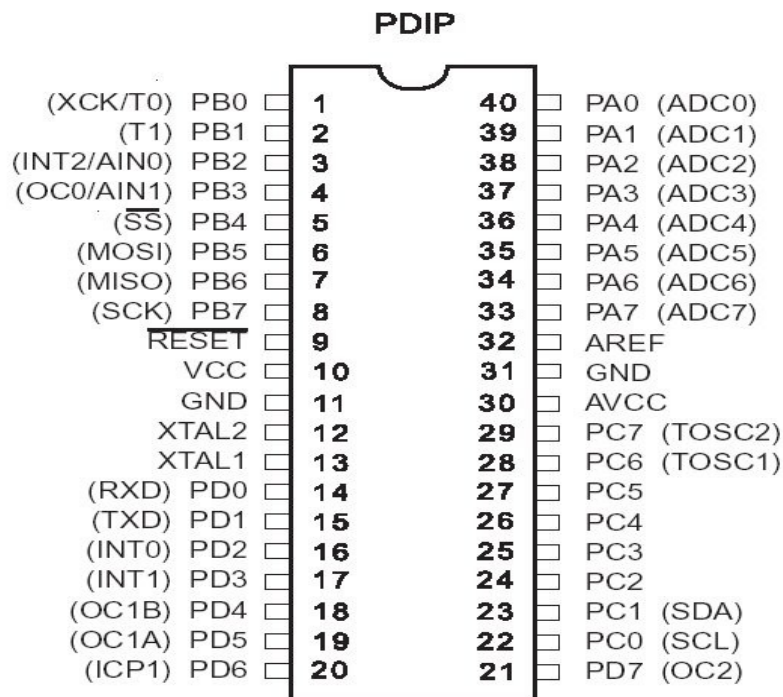 PDIP
(XCK/T0) PB0 1 40 PA0 (ADC0)
(T1) PB1 2 39 PA1 (ADC1)
(INT2/AIN0) PB2 3 38 PA2 (ADC2)
(OC0/AIN1) PB3 4 37 PA3 (ADC3)
(SS) PB4 5 36 PA4 (ADC4)
(MOSI) PB5 6 35 PA5 (ADC5)
(MISO) PB6 7 34 PA6 (ADC6)
(SCK) PB7 8 33 PA7 (ADC7)
RESET 9 32 AREF
VCC 10 31 GND
GND 11 30 AVCC
XTAL2 12 29 PC7 (TOSC2)
XTAL1 13 28 PC6 (TOSC1)
(RXD) PD0 14 27 PC5
(TXD) PD1 15 26 PC4
(INT0) PD2 16 25 PC3
(INT1) PD3 17 24 PC2
(OC1B) PD4 18 23 PC1 (SDA)
(OC1A) PD5 19 22 PC0 (SCL)
(ICP1) PD6 20 21 PD7 (OC2)